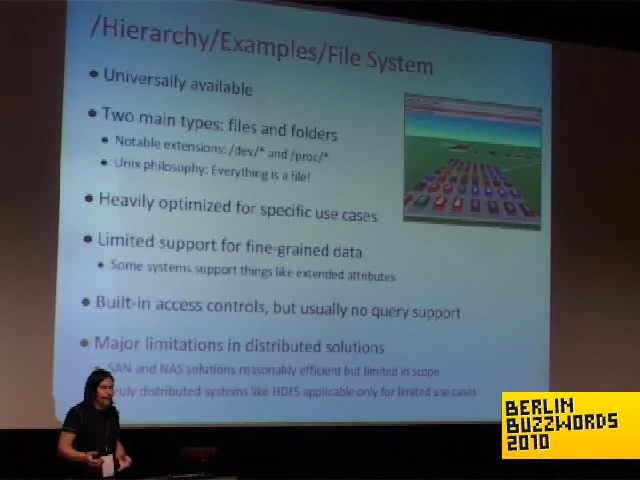 /Hierarchy/Examples/File System
• Universally available
• Two main types: files and folders
• Notable extensions: /dev/* and /proc/*
• Unix philosophy: Everything is a file!
• Heavily optimized for specific use cases
• Limited support for fine-grained data
• Some systems support things like extended attributes
• Built-in access controls, but usually no query support
• Major limitations in distributed solutions
• SAN and NAS solutions reasonably efficient but limited in scope
distributed systems like HDFS applicable only for limited use cases
BERLIN
BUZZWORDS
2010